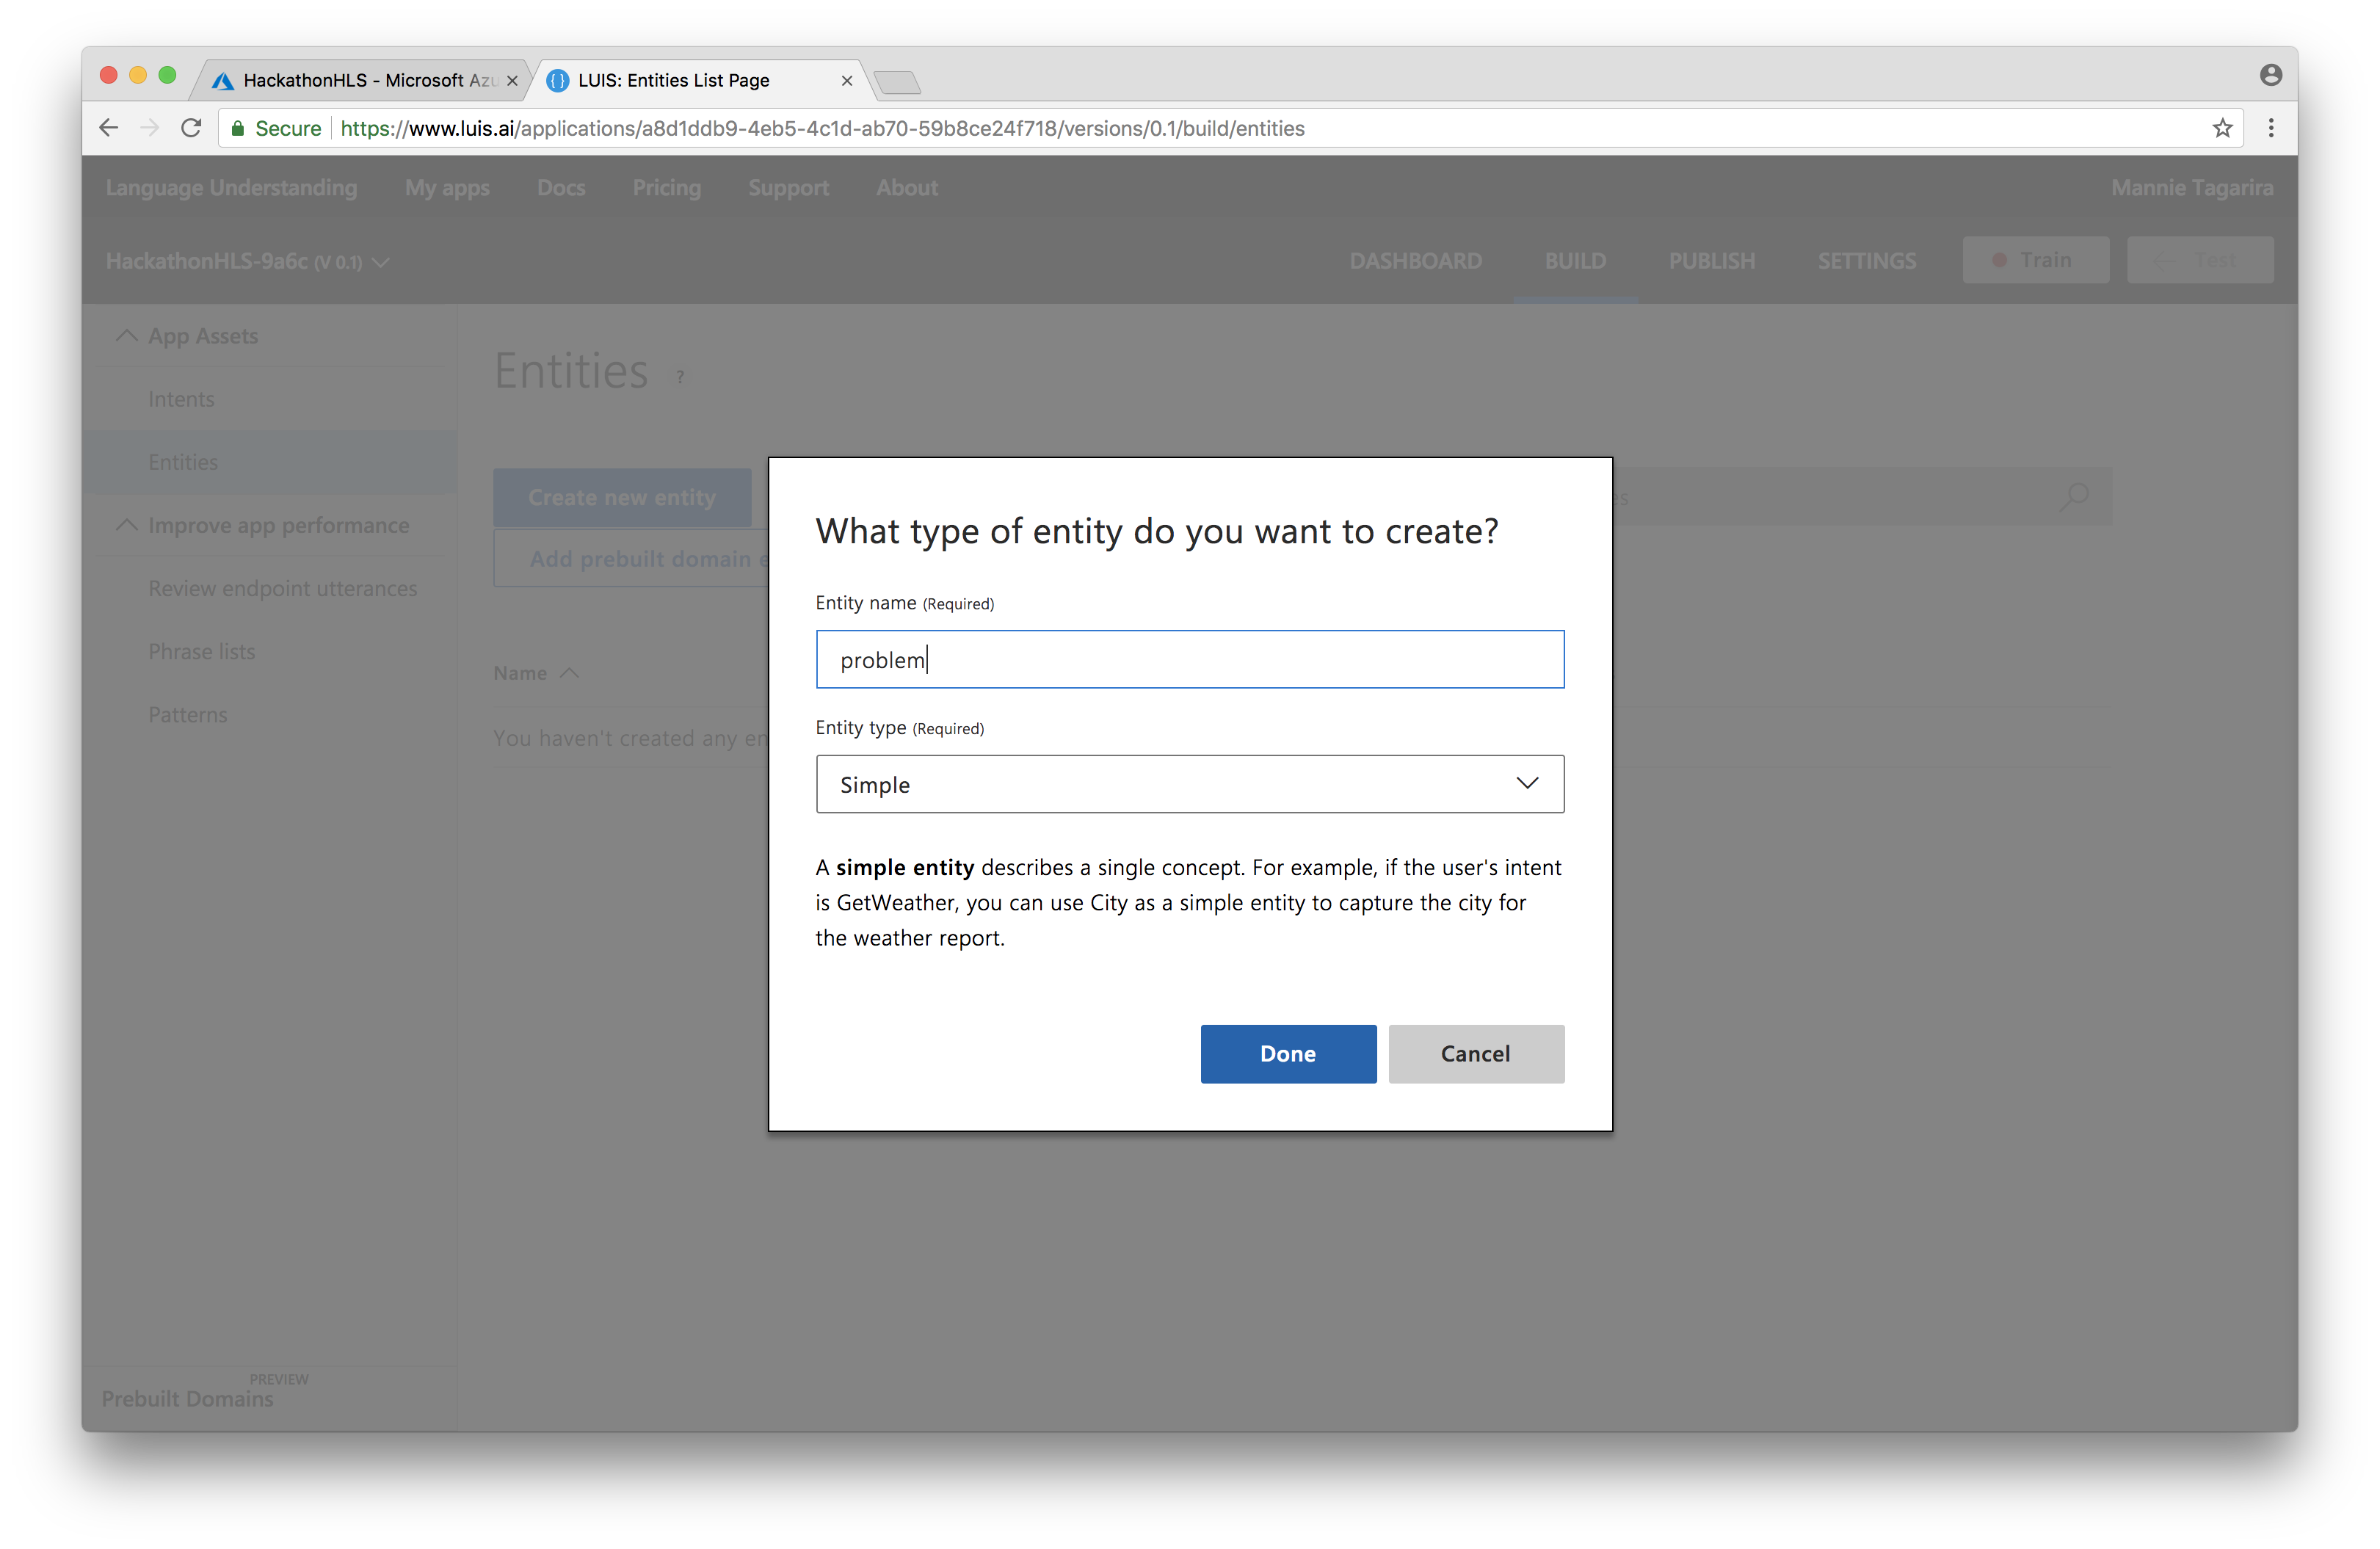 HackathonHLS - Microsoft Azu
LUIS: Entities List Page
Secure
https://www.luis.ai/applications/a8d1ddb9-4eb5-4c1d-ab70-59b8ce24f718/versions/0.1/build/entities
Language Understanding My apps Docs Pricing Support About Mannie Tagarira
HackathonHLS-9a6c (V 0.1) DASHBOARD BUILD PUBLISH SETTINGS Train Test
App Assets
Intents
Entities
Improve app performance
Review endpoint utterances
Phrase lists
Patterns
PREVIEW
Prebuilt Domains
Entities ?
Create new entity
Add prebuilt domain e
Name
You haven't created any en
What type of entity do you want to create?
Entity name (Required)
problem
Entity type (Required)
Simple
A simple entity describes a single concept. For example, if the user's intent
is GetWeather, you can use City as a simple entity to capture the city for
the weather report.
Done Cancel